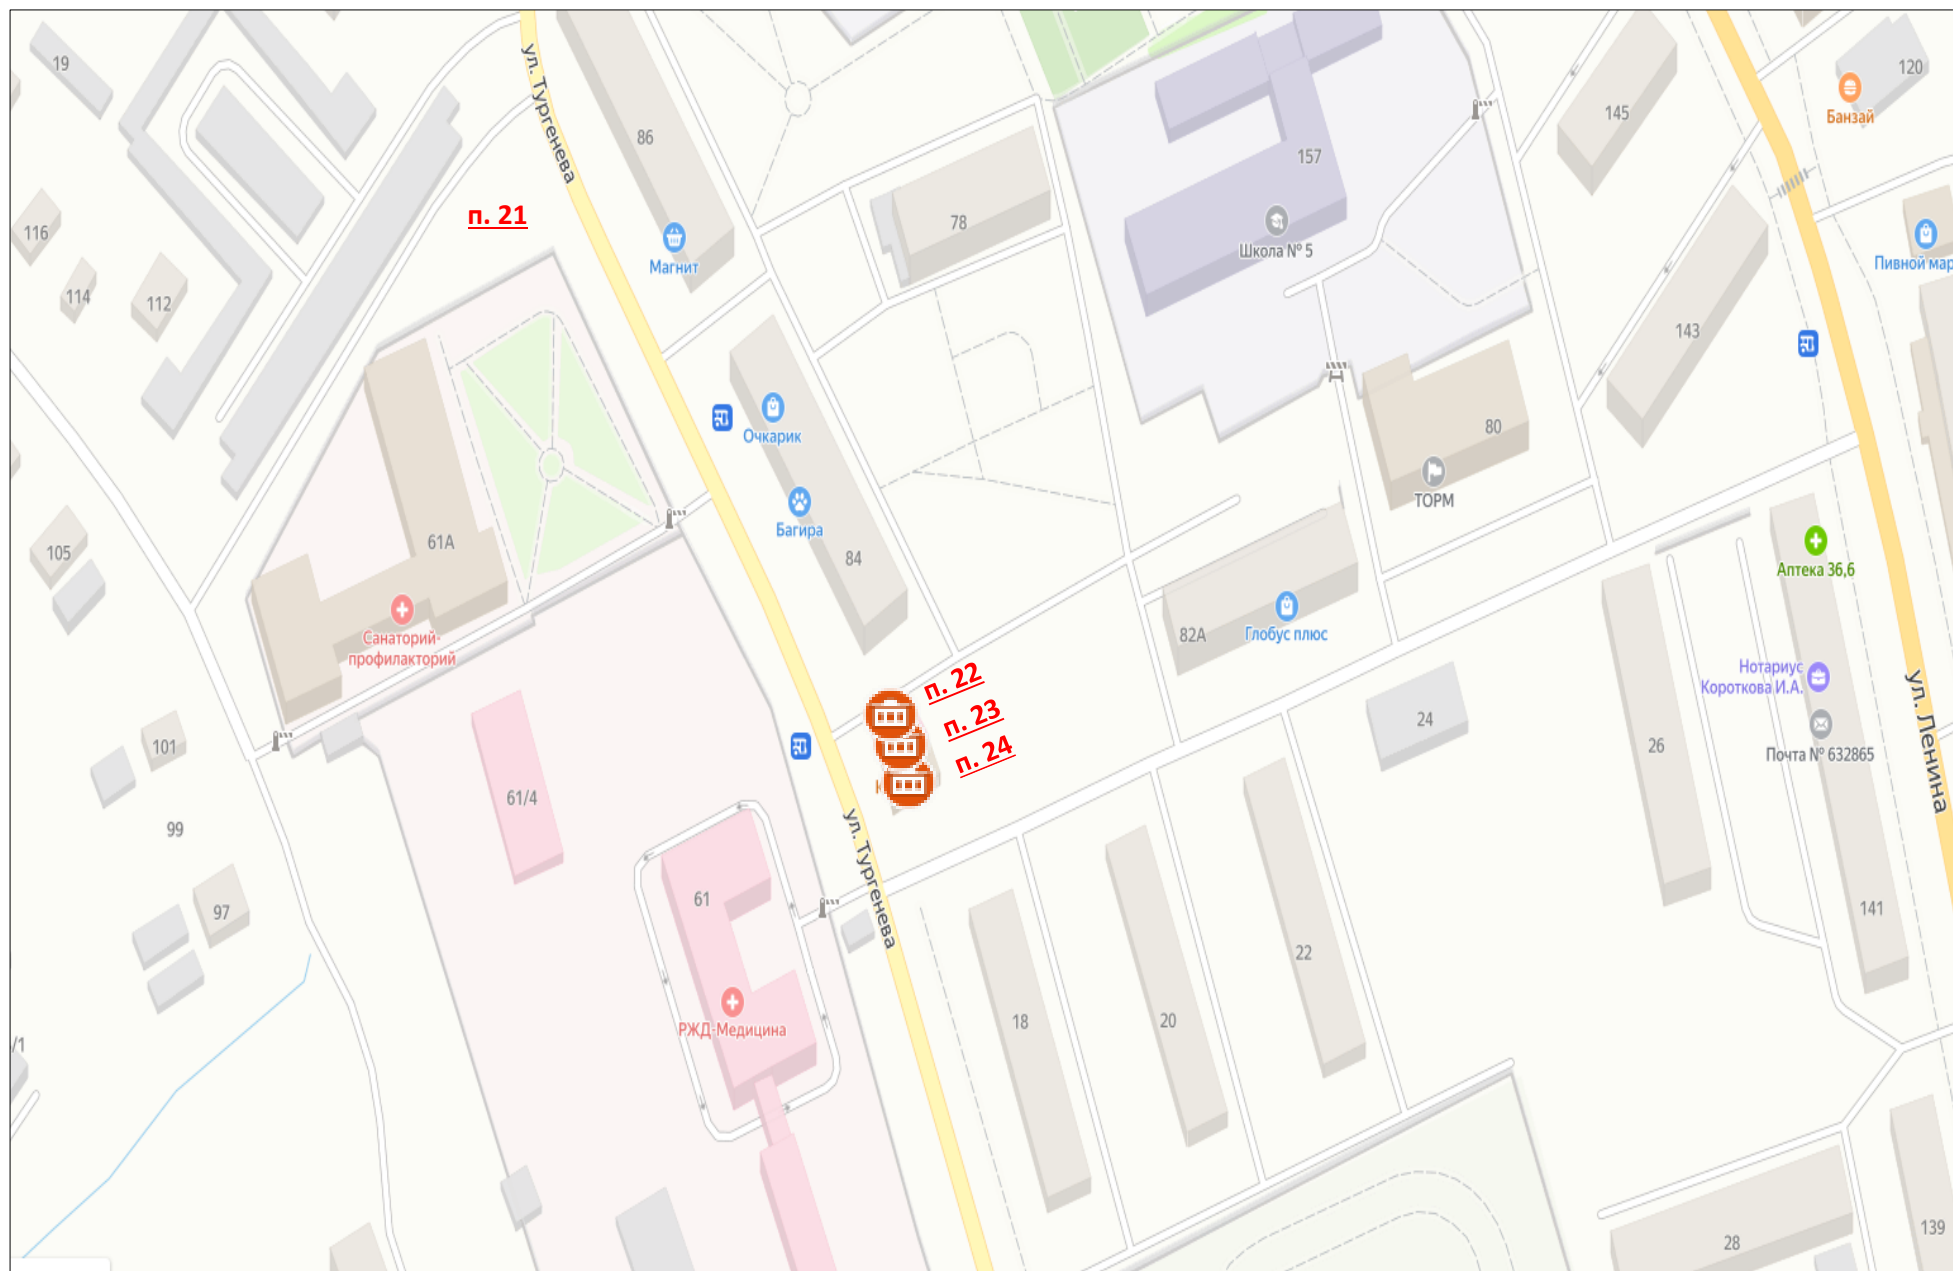 19
ул. Тургенева
86
120
Банзай
145
157
п. 21
116
78
Школа № 5
Магнит
Пивной мар
114
112
143
Очкарик
80
ТОРМ
Багира
61А
105
84
Аптека 36,6
Санаторий-
профилакторий
82А
Глобус плюс
п. 22
Нотариус
Короткова И.А.
ул. Ленина
п. 23
24
101
26
Почта № 632865
п. 24
61/4
К
99
ул. Тургенева
61
97
141
22
18
20
РЖД-Медицина
/1
28
139